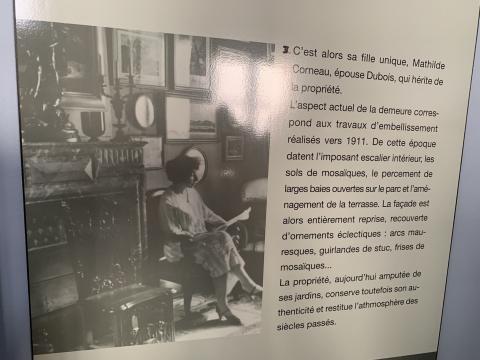 3. C'est alors sa fille unique, Mathilde
Corneau, épouse Dubois, qui hérite de
la propriété.
L'aspect actuel de la demeure corres-
pond aux travaux d'embellissement
réalisés vers 1911. De cette époque
datent l'imposant escalier intérieur, les
sols de mosaïques, le percement de
larges baies ouvertes sur le parc et l'amé-
nagement de la terrasse. La façade est
alors entièrement reprise, recouverte
d'ornements éclectiques : arcs mau-
resques, guirlandes de stuc, frises de
mosaïques...
La propriété, aujourd'hui amputée de
ses jardins, conserve toutefois son au-
thenticité et restitue l'athmosphère des
siècles passés.